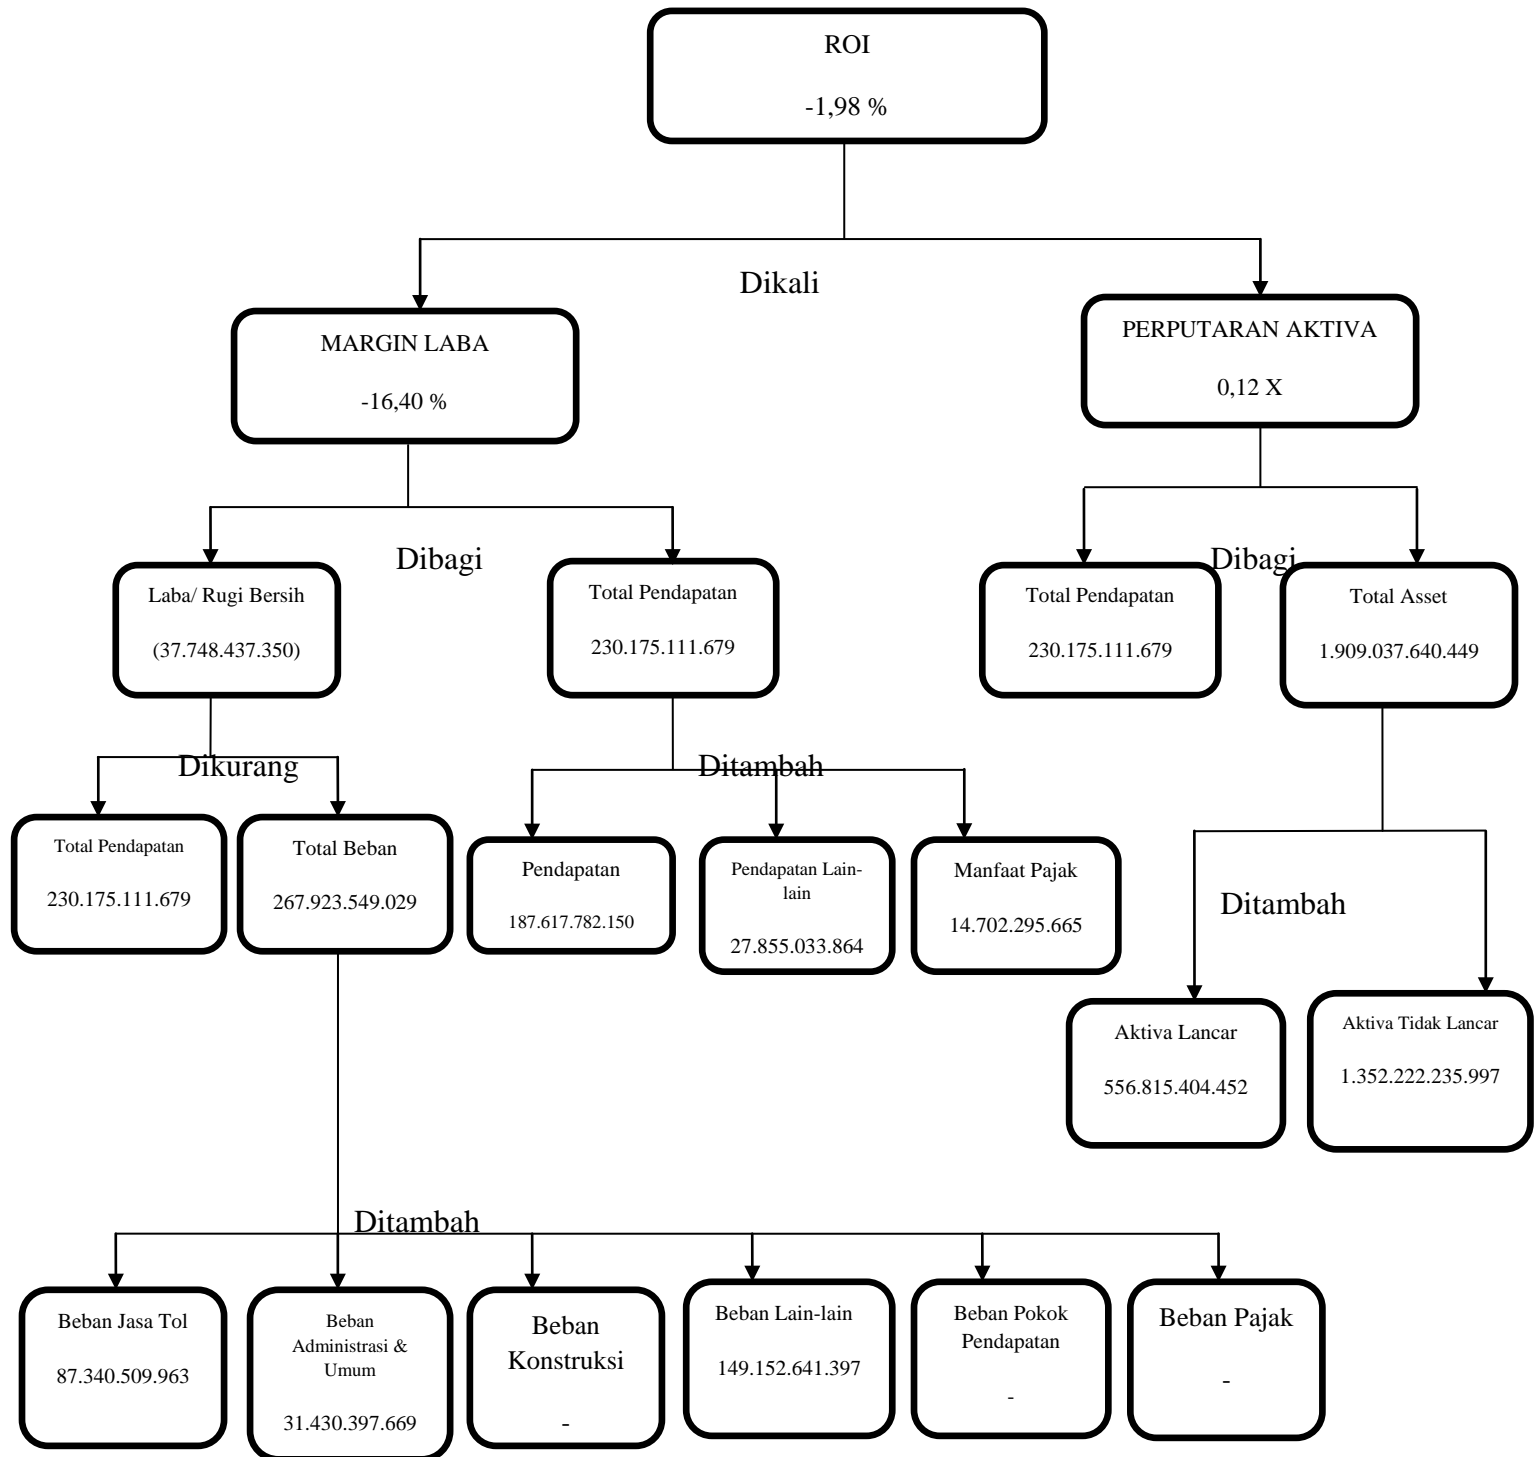 ROI
-1,98 %
Dikali
MARGIN LABA
-16,40 %
PERPUTARAN AKTIVA
0,12 X
Dibagi
Dibagi
Laba/ Rugi Bersih
(37.748.437.350)
Total Pendapatan
230.175.111.679
Total Pendapatan
230.175.111.679
Total Asset
1.909.037.640.449
Dikurang
Ditambah
Total Pendapatan
230.175.111.679
Total Beban
267.923.549.029
Pendapatan
187.617.782.150
Pendapatan Lain-
lain
27.855.033.864
Manfaat Pajak
14.702.295.665
Ditambah
Aktiva Lancar
556.815.404.452
Aktiva Tidak Lancar
1.352.222.235.997
Ditambah
Beban Jasa Tol
87.340.509.963
Beban
Administrasi &
Umum
31.430.397.669
Beban
Konstruksi
-
Beban Lain-lain
149.152.641.397
Beban Pokok
Pendapatan
-
Beban Pajak
-